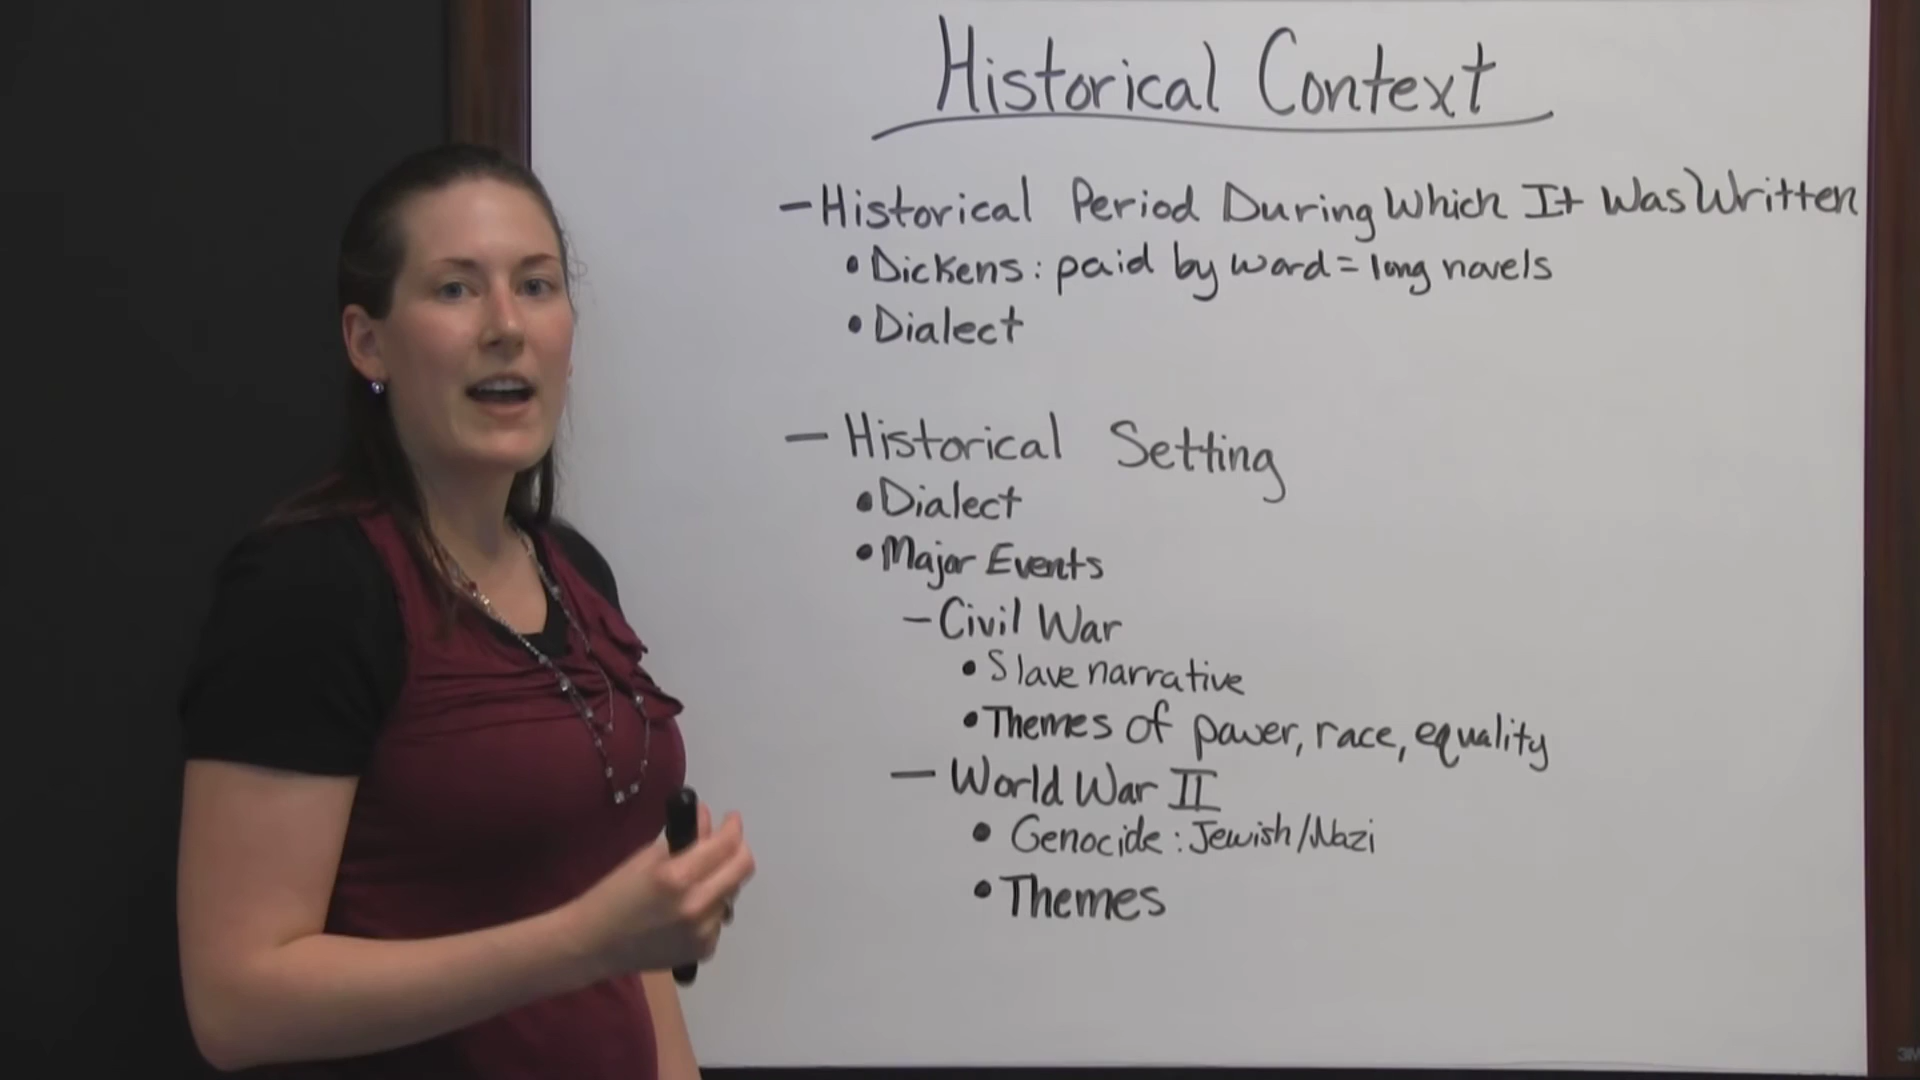 Historical Context
- Historical Period During Which It Was Written
• Dickens: paid by word = long novels
• Dialect
- Historical Setting
• Dialect
• Major Events
- Civil War
• Slave narrative
• Themes of power, race, equality
- World War II
• Genocide: Jewish/Nazi
• Themes
3M